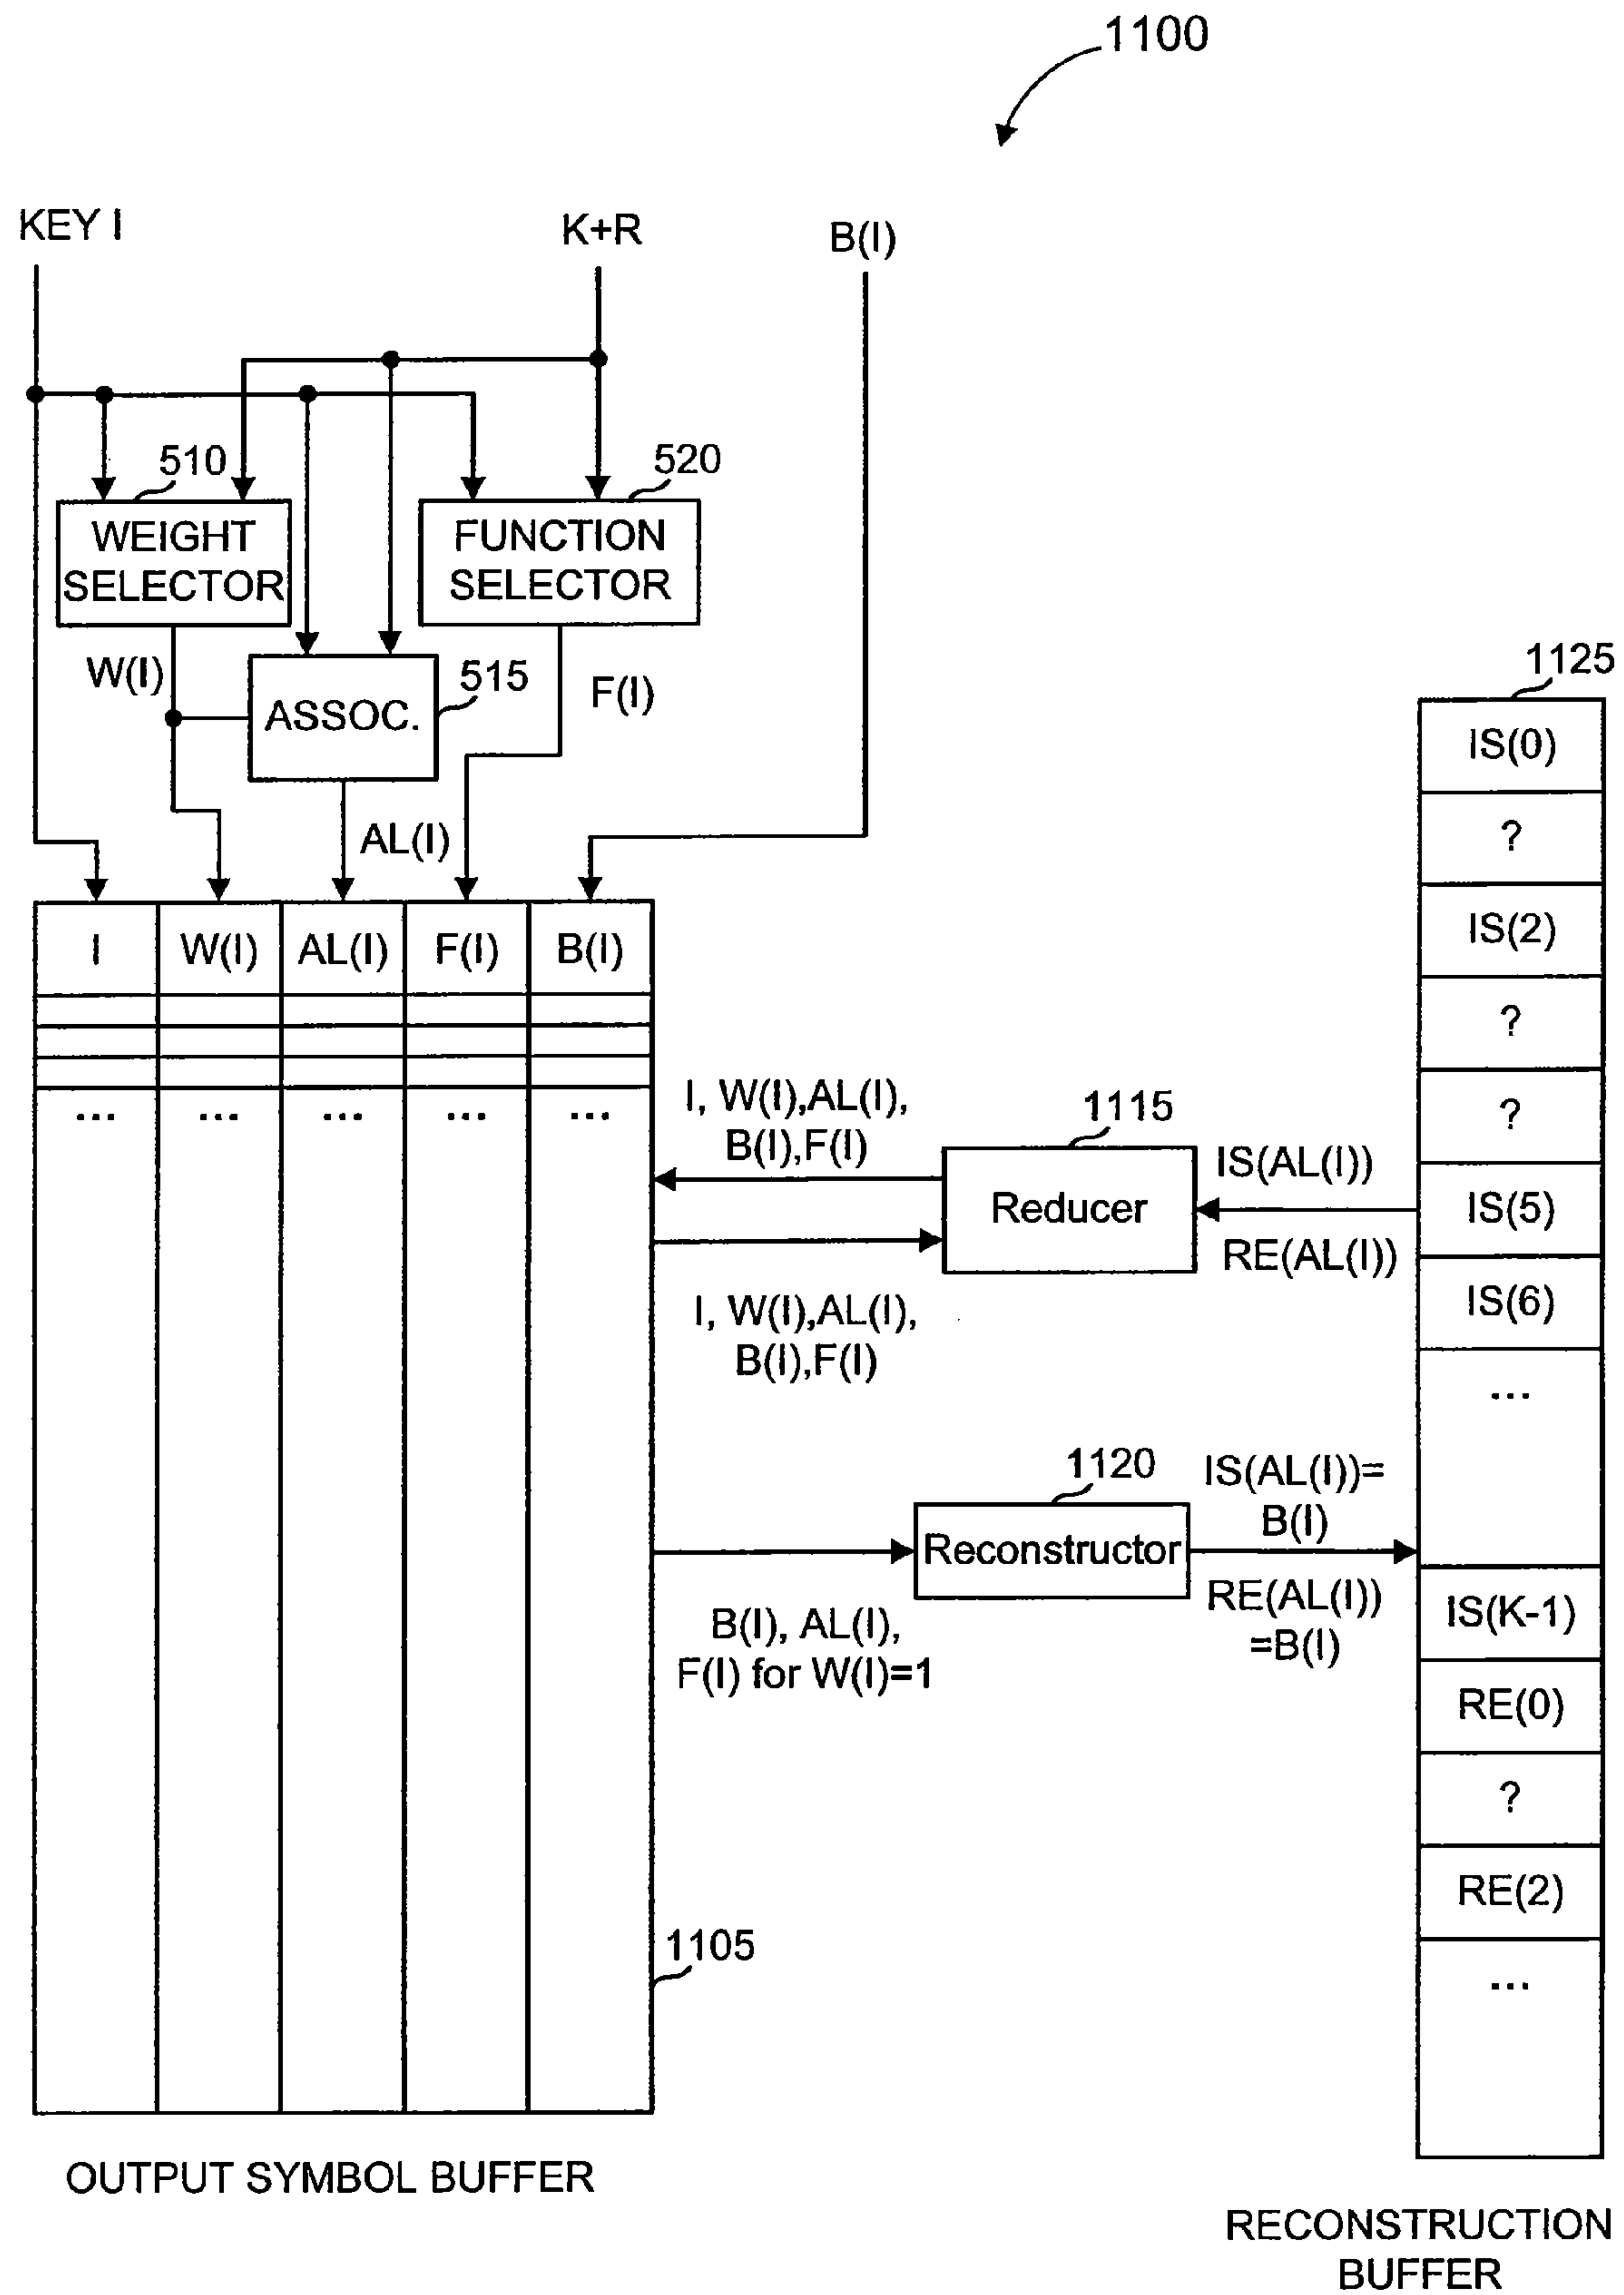 1100
KEY I
K+R
B(I)
510
520
WEIGHT
SELECTOR
FUNCTION
SELECTOR
W(I)
515
F(I)
ASSOC.
AL(I)
I
W(I)
AL(I)
F(I)
B(I)
...
...
...
...
...
I, W(I),AL(I),
B(I),F(I)
1115
Reducer
IS(AL(I))
RE(AL(I))
I, W(I),AL(I),
B(I),F(I)
1120
Reconstructor
IS(AL(I))=
B(I)
RE(AL(I))
=B(I)
B(I), AL(I),
F(I) for W(I)=1
1105
OUTPUT SYMBOL BUFFER
1125
IS(0)
?
IS(2)
?
?
IS(5)
IS(6)
...
IS(K-1)
RE(0)
?
RE(2)
...
RECONSTRUCTION
BUFFER